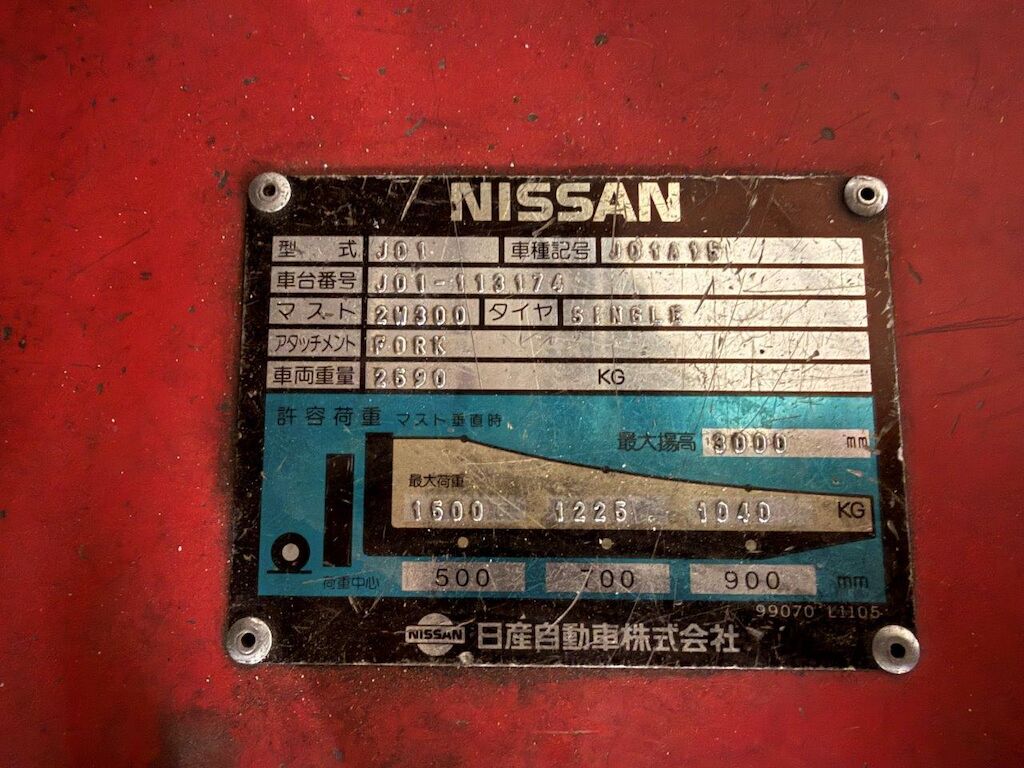 NISSAN
型式 J01 車種記号 J01A15
車台番号 J01-113174
マスト 2W300 タイヤ SINGLE
アタッチメント FORK
車両重量 2590 KG
許容荷重 マスト垂直時
最大揚高 3000 mm
最大荷重
1500 1225 1040 KG
荷重中心 500 700 900 mm
99070 L1105
NISSAN 日産自動車株式会社